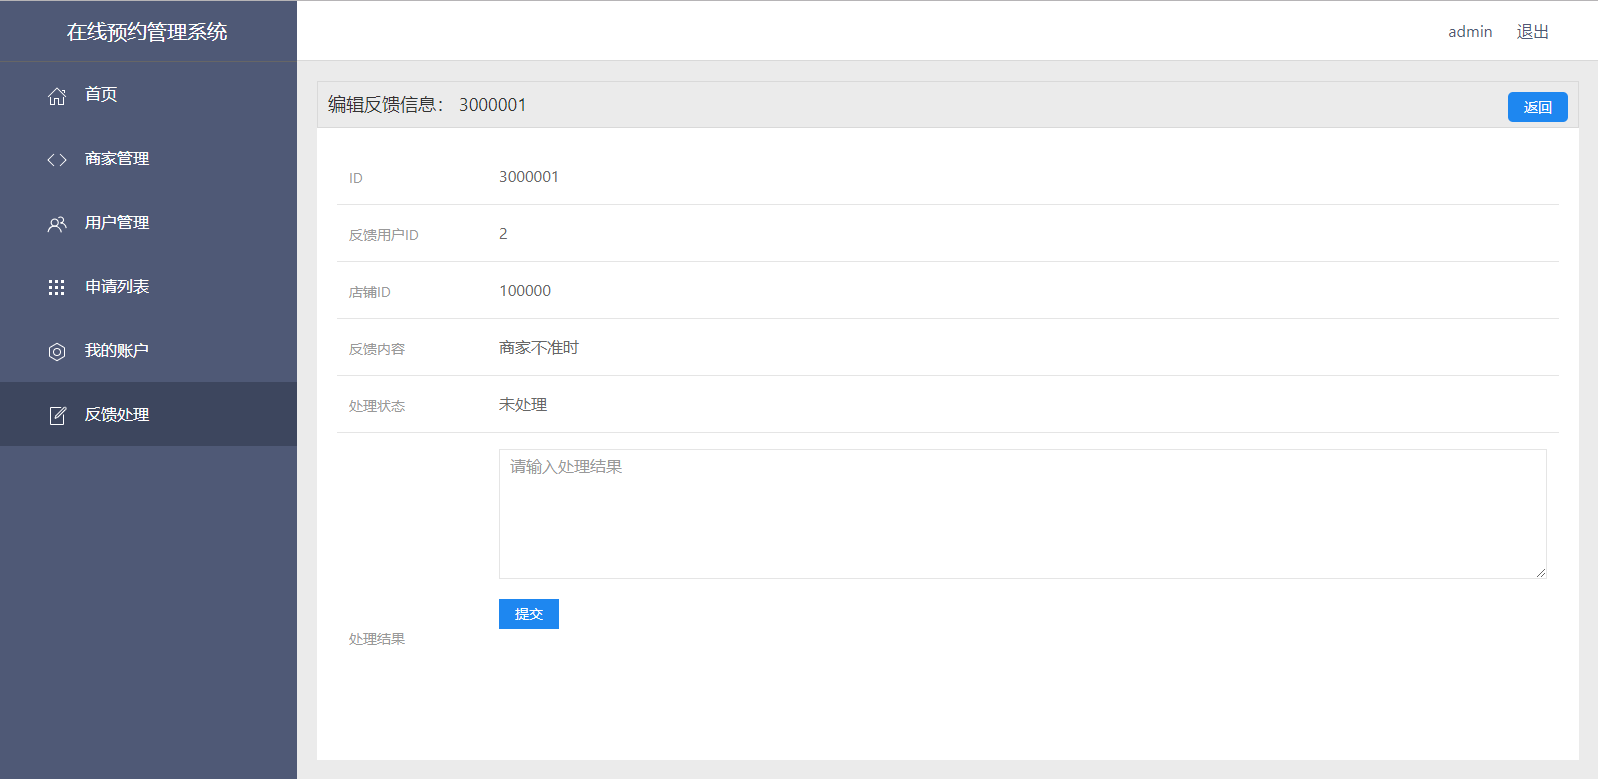 在线预约管理系统
admin 退出
首页
商家管理
用户管理
申请列表
我的账户
反馈处理
编辑反馈信息： 3000001
返回
ID 3000001
反馈用户ID 2
店铺ID 100000
反馈内容 商家不准时
处理状态 未处理
请输入处理结果
提交
处理结果